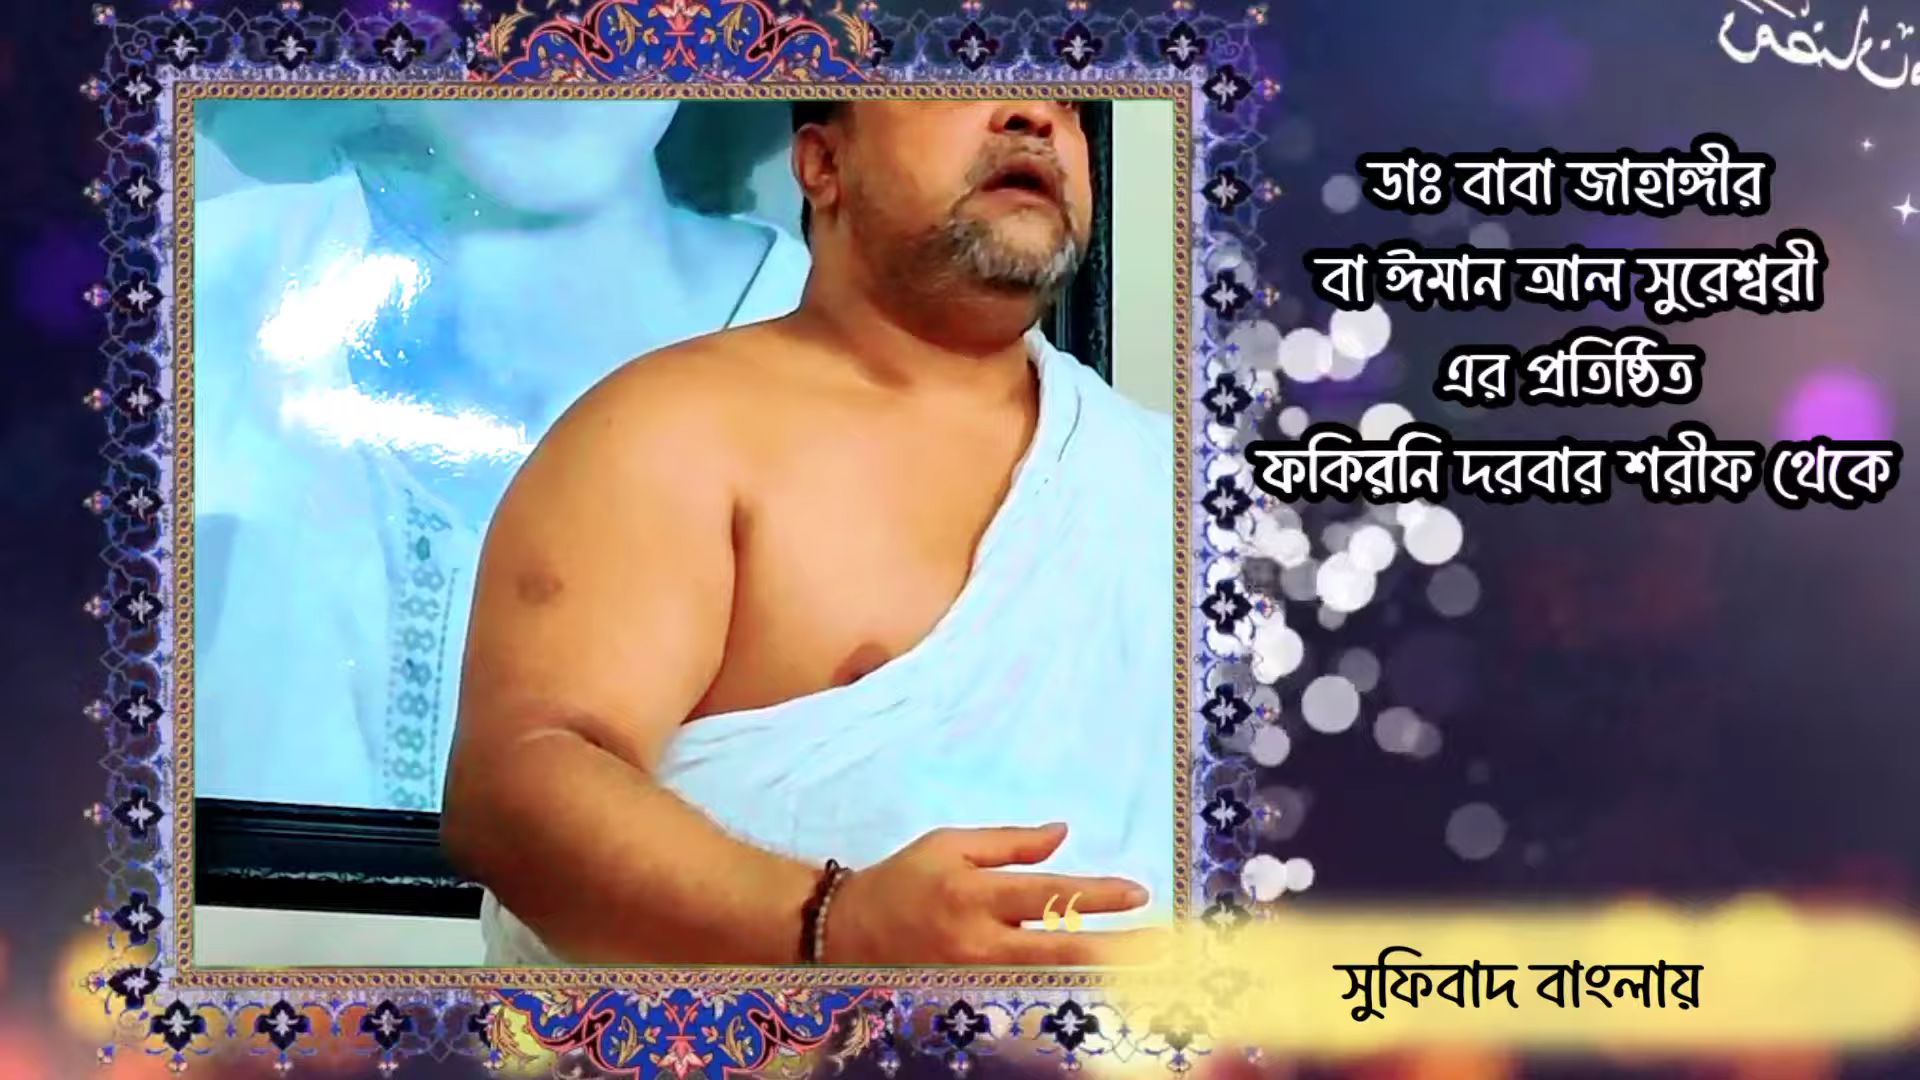 ডাঃ বাবা জাহাঙ্গীর
বা ঈমান আল সুরেশ্বরী
এর প্রতিষ্ঠিত
ফকিরনি দরবার শরীফ থেকে
“
সুফিবাদ বাংলায়